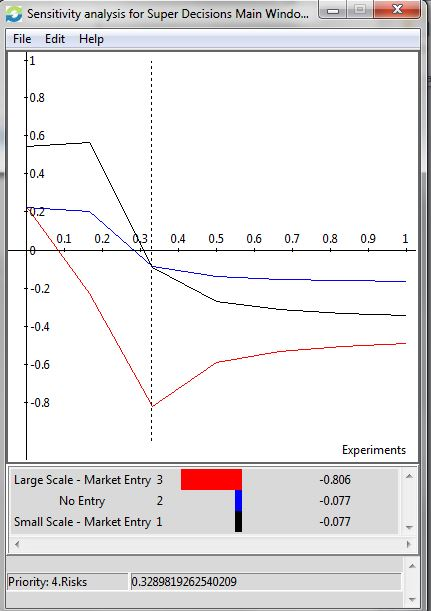 Sensitivity analysis for Super Decisions Main Windo...
File Edit Help
1
0.8
0.6
0.4
0.2
0
0.1 0.2 0.3 0.4 0.5 0.6 0.7 0.8 0.9 1
-0.2
-0.4
-0.6
-0.8
Experiments
Large Scale - Market Entry 3 -0.806
No Entry 2 -0.077
Small Scale - Market Entry 1 -0.077
Priority: 4.Risks 0.3289819262540209